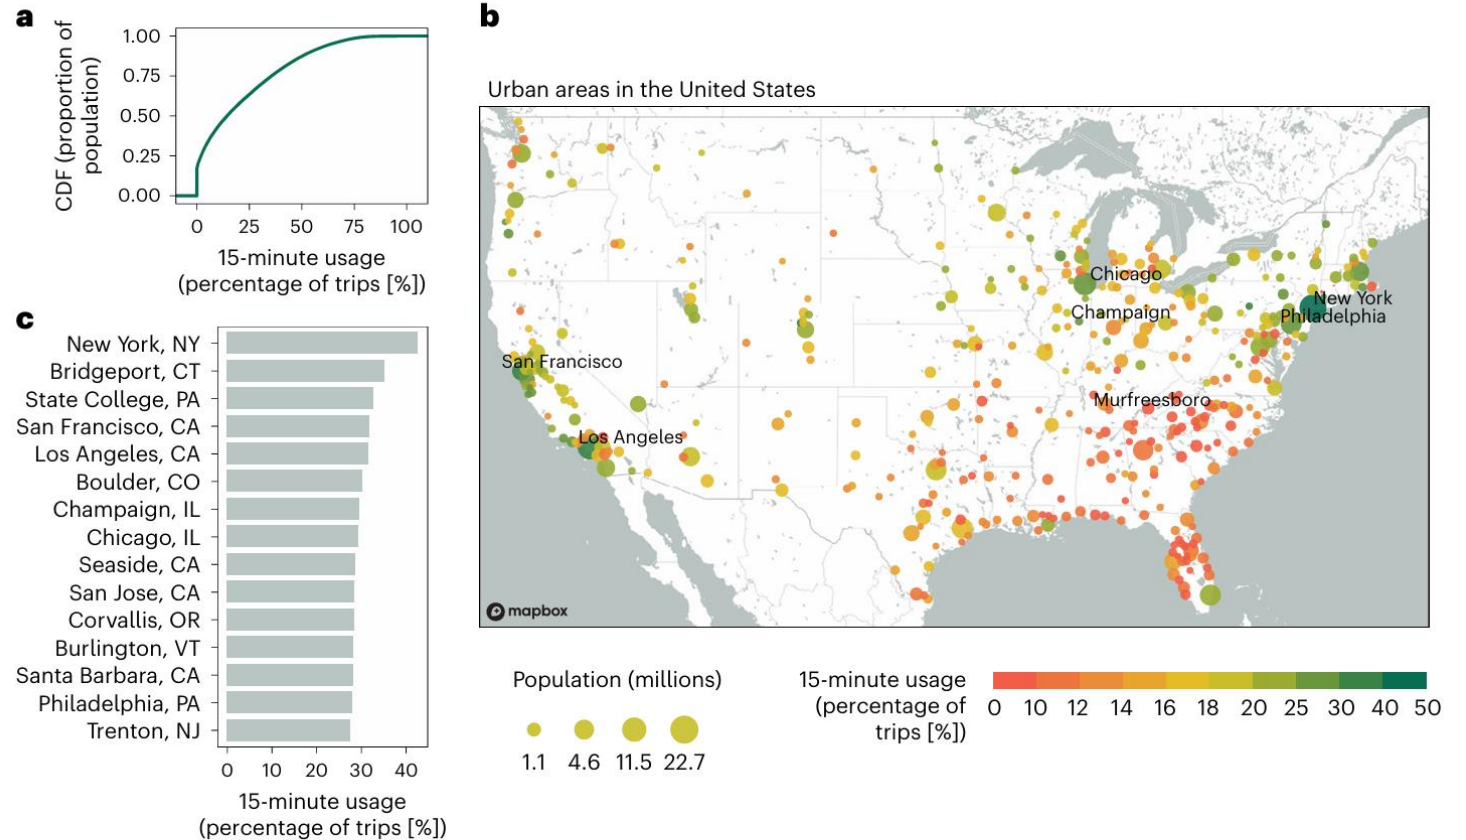 a
CDF (proportion of
population)
1.00
0.75
0.50
0.25
0.00
0 25 50 75 100
15-minute usage
(percentage of trips [%])
b
Urban areas in the United States
Chicago
New York
Champaign
Philadelphia
San Francisco
Murfreesboro
Los Angeles
mapbox
Population (millions)
1.1 4.6 11.5 22.7
15-minute usage
(percentage of
trips [%])
0 10 12 14 16 18 20 25 30 40 50
c
New York, NY
Bridgeport, CT
State College, PA
San Francisco, CA
Los Angeles, CA
Boulder, CO
Champaign, IL
Chicago, IL
Seaside, CA
San Jose, CA
Corvallis, OR
Burlington, VT
Santa Barbara, CA
Philadelphia, PA
Trenton, NJ
0 10 20 30 40
15-minute usage
(percentage of trips [%])